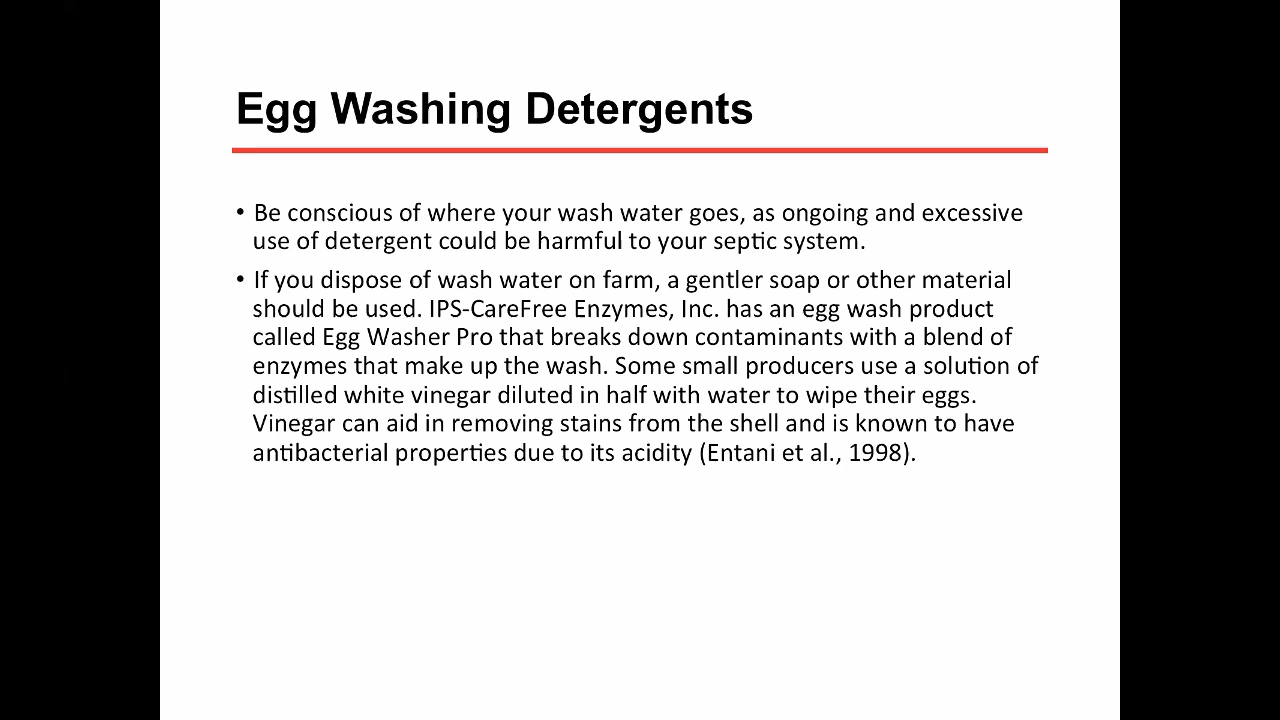 Egg Washing Detergents
• Be conscious of where your wash water goes, as ongoing and excessive
use of detergent could be harmful to your septic system.
• If you dispose of wash water on farm, a gentler soap or other material
should be used. IPS-CareFree Enzymes, Inc. has an egg wash product
called Egg Washer Pro that breaks down contaminants with a blend of
enzymes that make up the wash. Some small producers use a solution of
distilled white vinegar diluted in half with water to wipe their eggs.
Vinegar can aid in removing stains from the shell and is known to have
antibacterial properties due to its acidity (Entani et al., 1998).